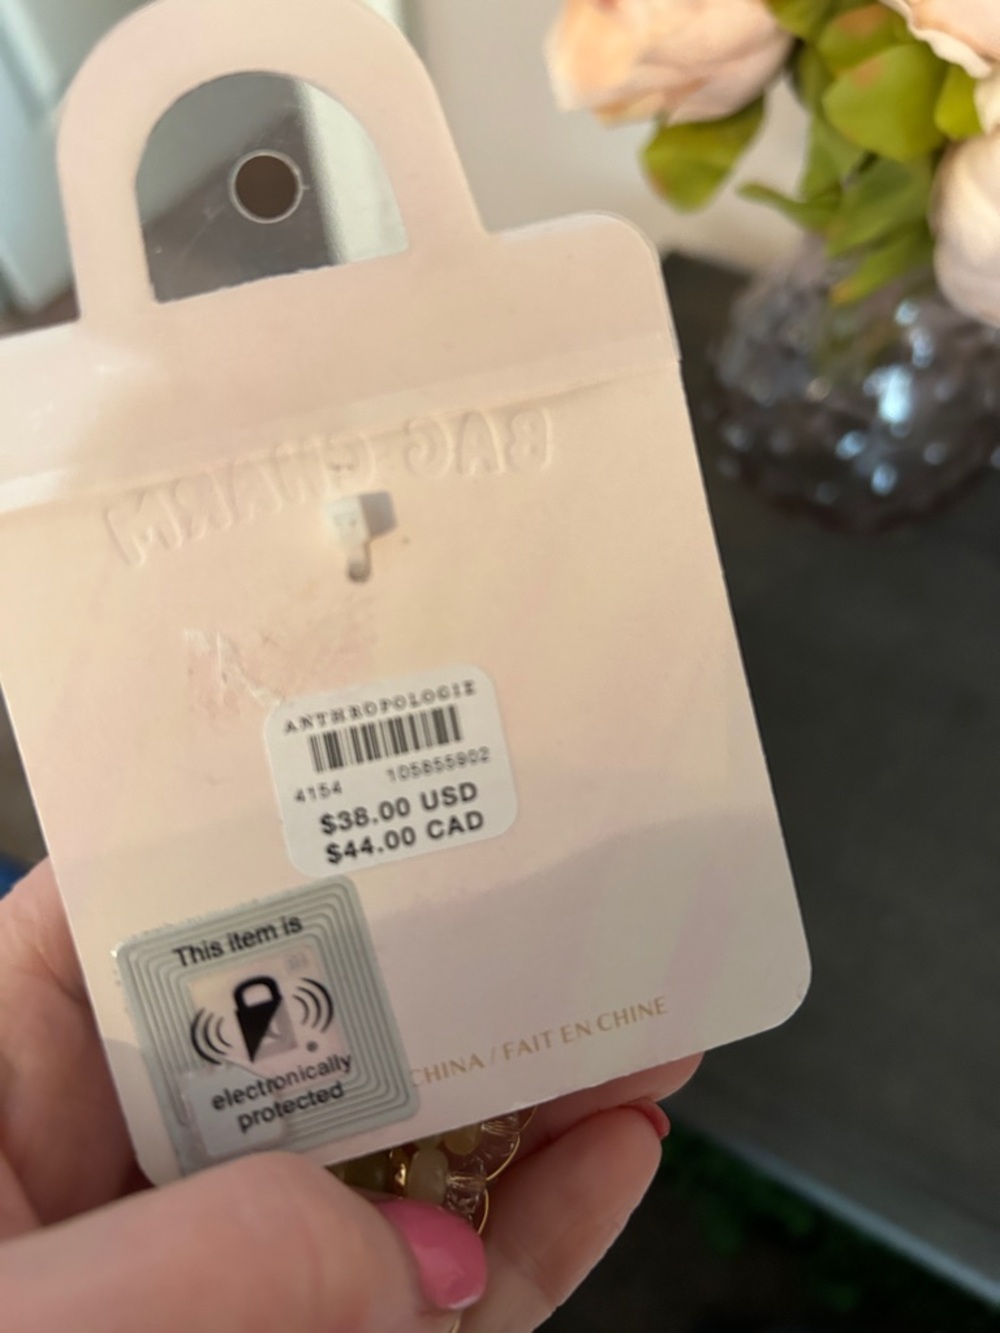 BAG CHARM
ANTHROPOLOGIE
4154 105855902
$38.00 USD
$44.00 CAD
This item is
electronically
protected
CHINA / FAIT EN CHINE